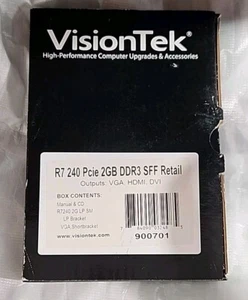 VisionTek®
High-Performance Computer Upgrades & Accessories
R7 240 Pcie 2GB DDR3 SFF Retail
Outputs: VGA, HDMI, DVI
BOX CONTENTS:
Manual & CD
R7240 2G LP SM
LP Bracket
VGA Shortbracket
www.visiontek.com
900701